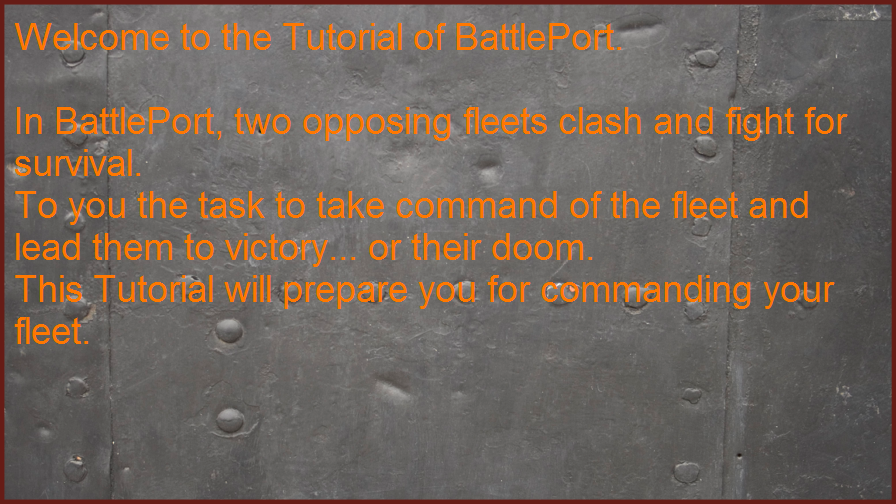 Welcome to the Tutorial of BattlePort.
In BattlePort, two opposing fleets clash and fight for
survival.
To you the task to take command of the fleet and
lead them to victory... or their doom.
This Tutorial will prepare you for commanding your
fleet.